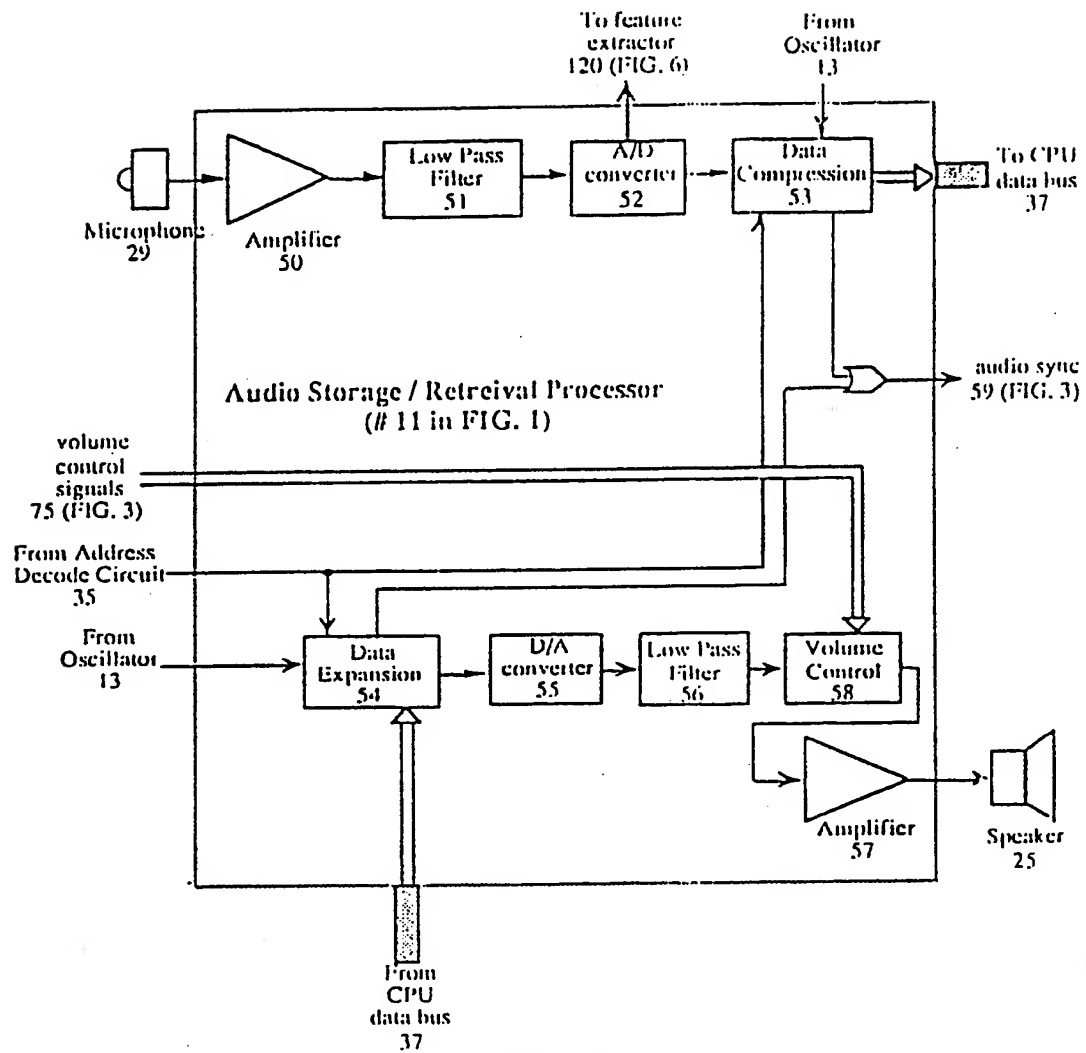 To feature
extractor
120 (FIG. 6)
From
Oscillator
13
Microphone
29
Amplifier
50
Low Pass
Filter
51
A/D
converter
52
Data
Compression
53
To CPU
data bus
37
Audio Storage / Retreival Processor
(# 11 in FIG. 1)
audio sync
59 (FIG. 3)
volume
control
signals
75 (FIG. 3)
From Address
Decode Circuit
35
From
Oscillator
13
Data
Expansion
54
D/A
converter
55
Low Pass
Filter
56
Volume
Control
58
Amplifier
57
Speaker
25
From
CPU
data bus
37